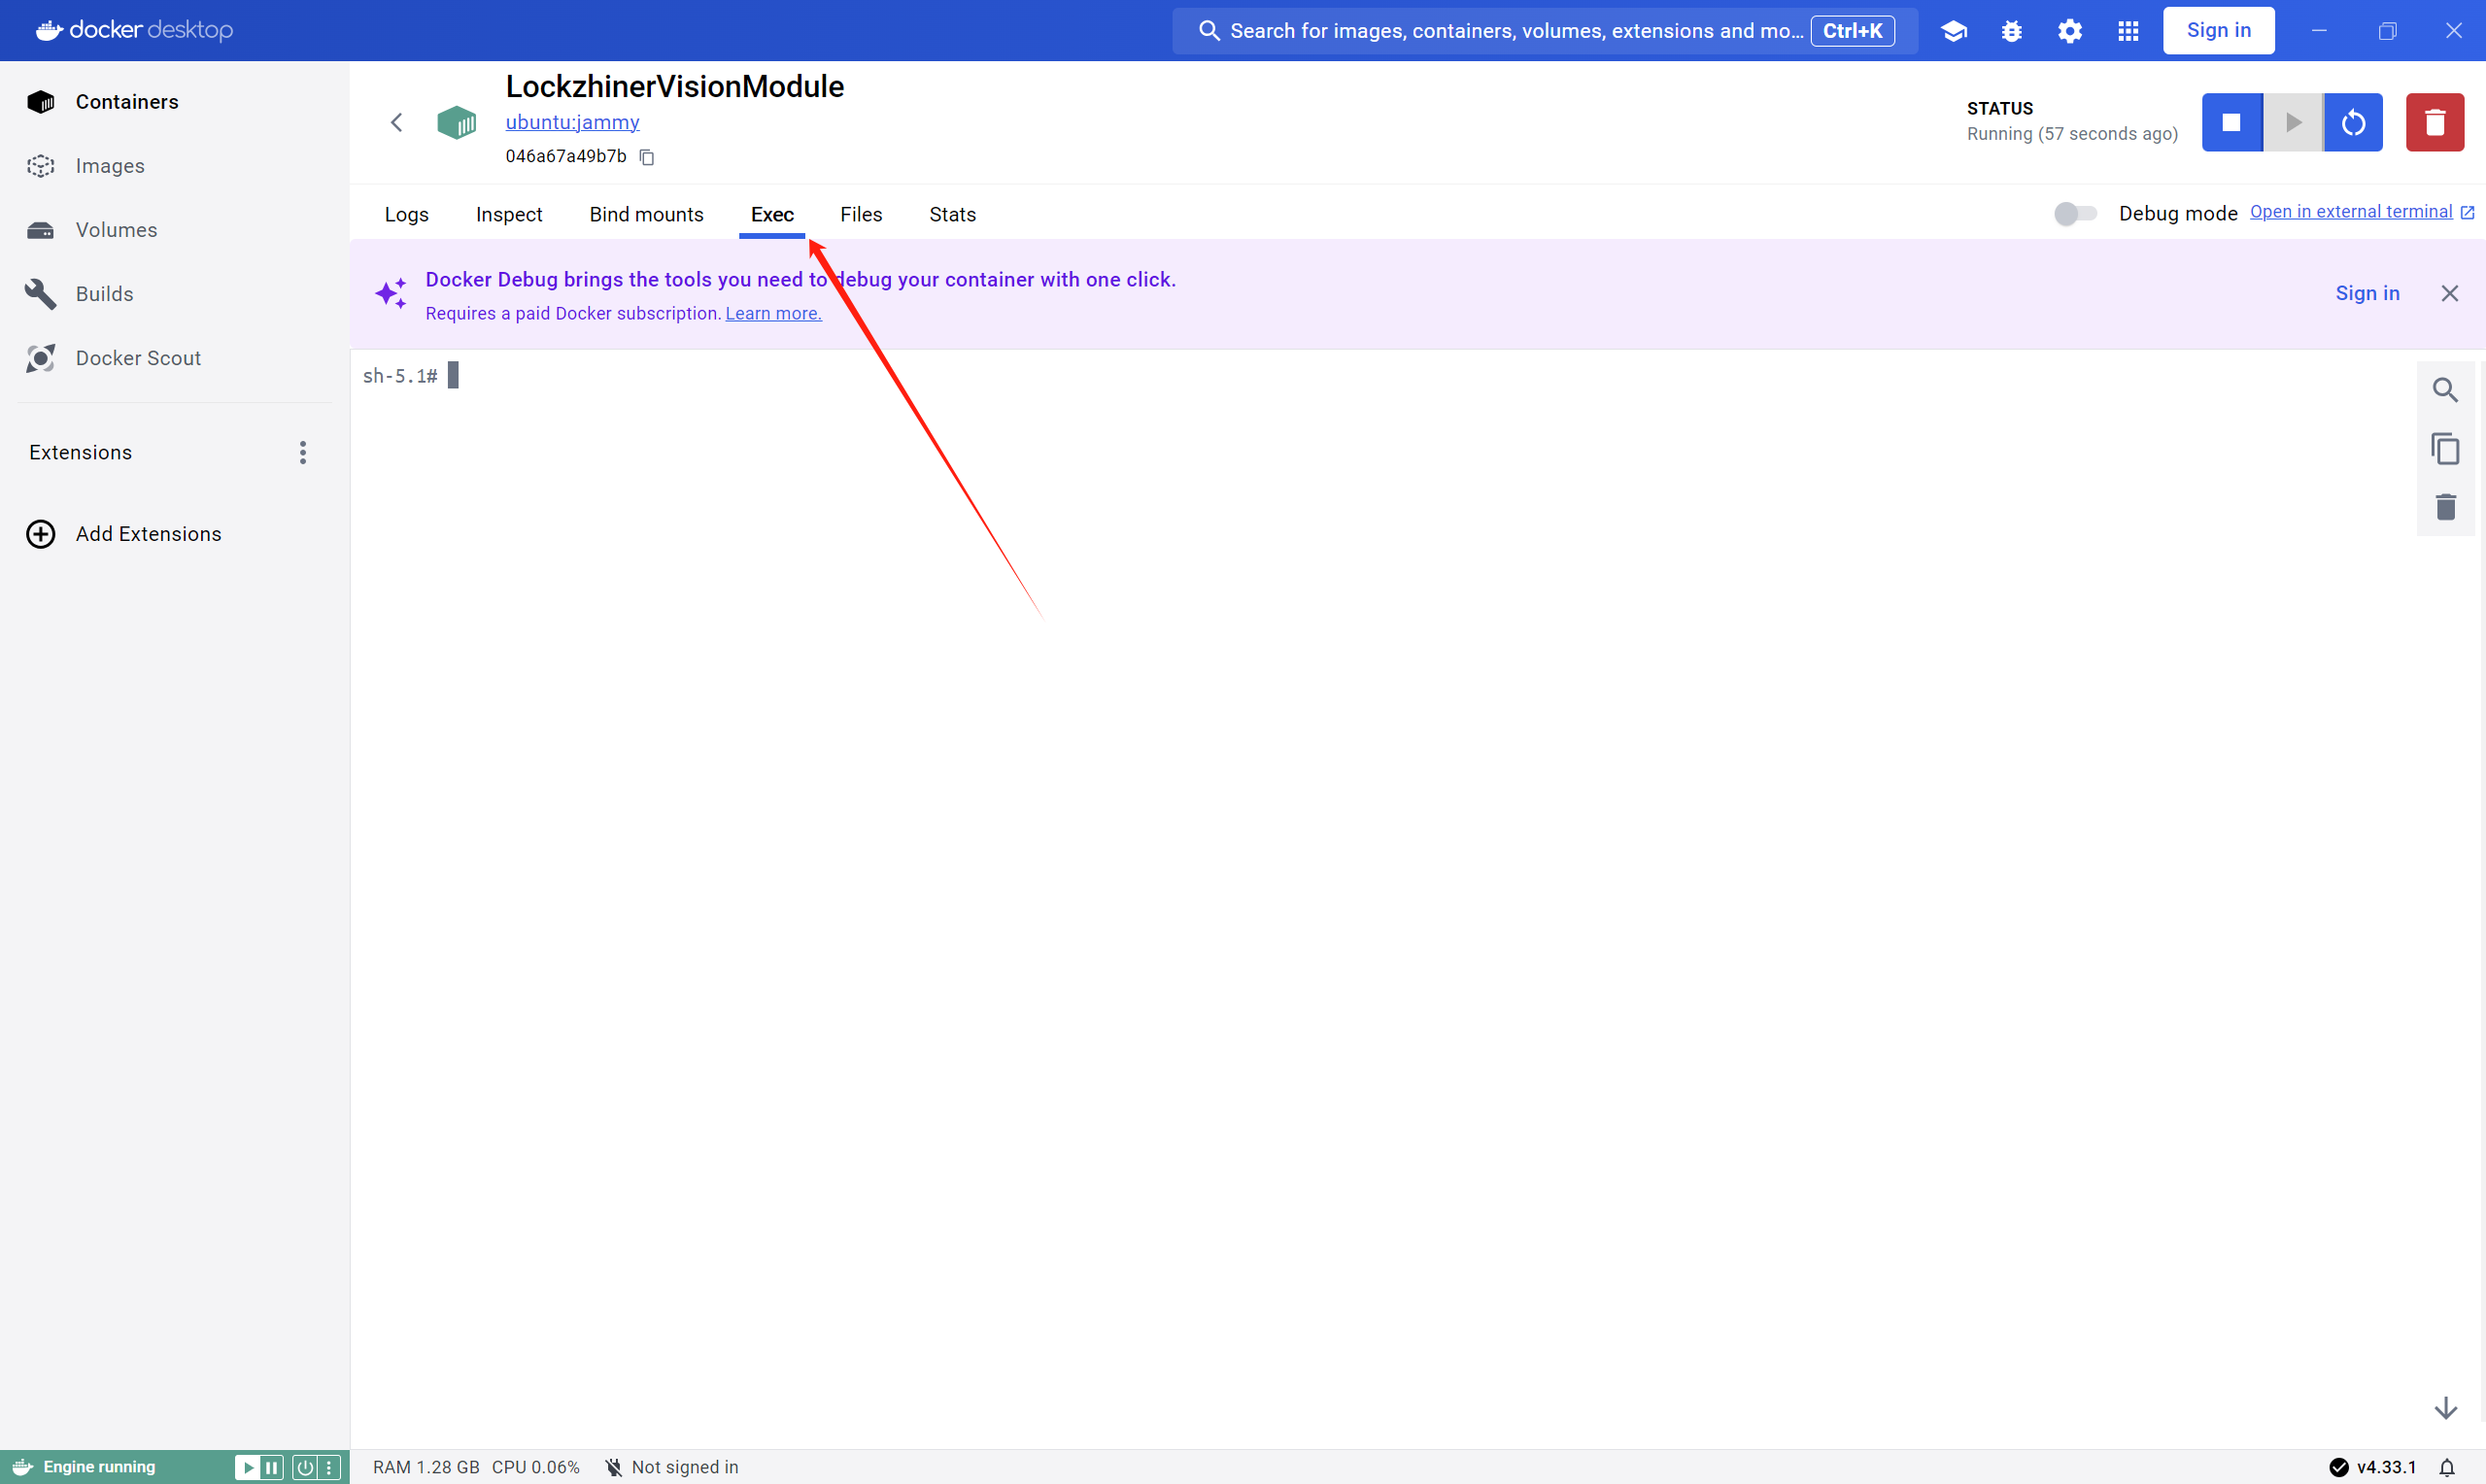 docker desktop
Search for images, containers, volumes, extensions and mo... Ctrl+K
Sign in
Containers
Images
Volumes
Builds
Docker Scout
Extensions
Add Extensions
LockzhinerVisionModule
ubuntu:jammy
046a67a49b7b
STATUS
Running (57 seconds ago)
Logs Inspect Bind mounts Exec Files Stats
Debug mode Open in external terminal
Docker Debug brings the tools you need to debug your container with one click.
Requires a paid Docker subscription. Learn more.
Sign in
sh-5.1#
Engine running
RAM 1.28 GB CPU 0.06% Not signed in
v4.33.1